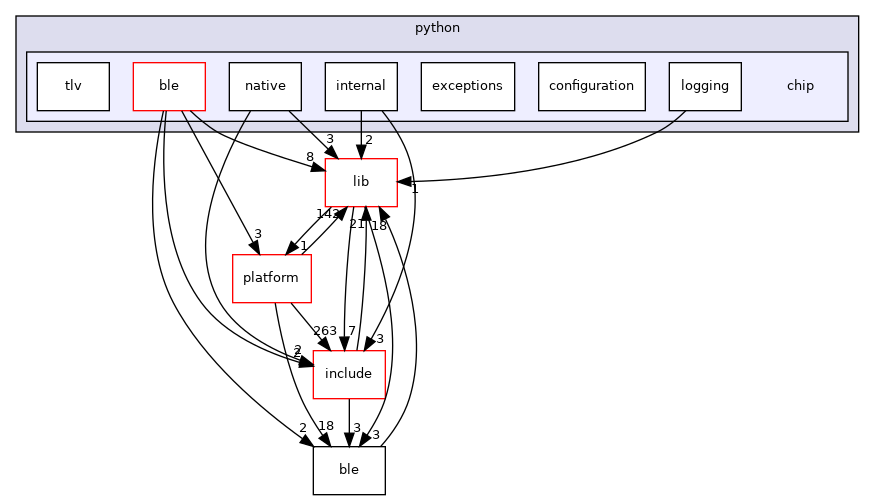 python
tlv
ble
native
internal
exceptions
configuration
logging
chip
3
2
8
lib
1
142
21
18
3
1
platform
263
7
3
2
2
include
2
18
3
3
ble